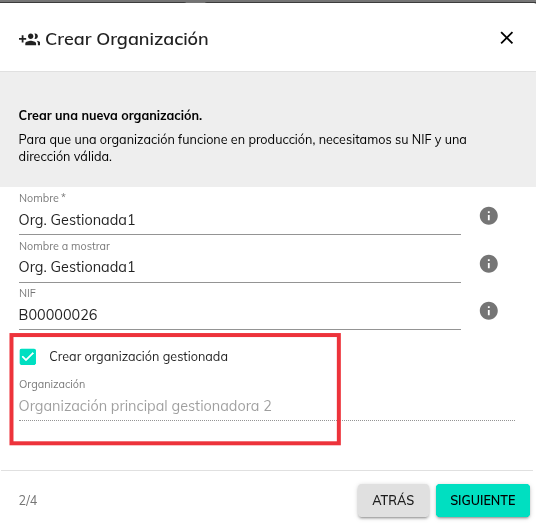 Crear Organización
Crear una nueva organización.
Para que una organización funcione en producción, necesitamos su NIF y una
dirección válida.
Nombre *
Org. Gestionada1
Nombre a mostrar
Org. Gestionada1
NIF
B00000026
Crear organización gestionada
Organización
Organización principal gestionadora 2
2/4
ATRÁS
SIGUIENTE